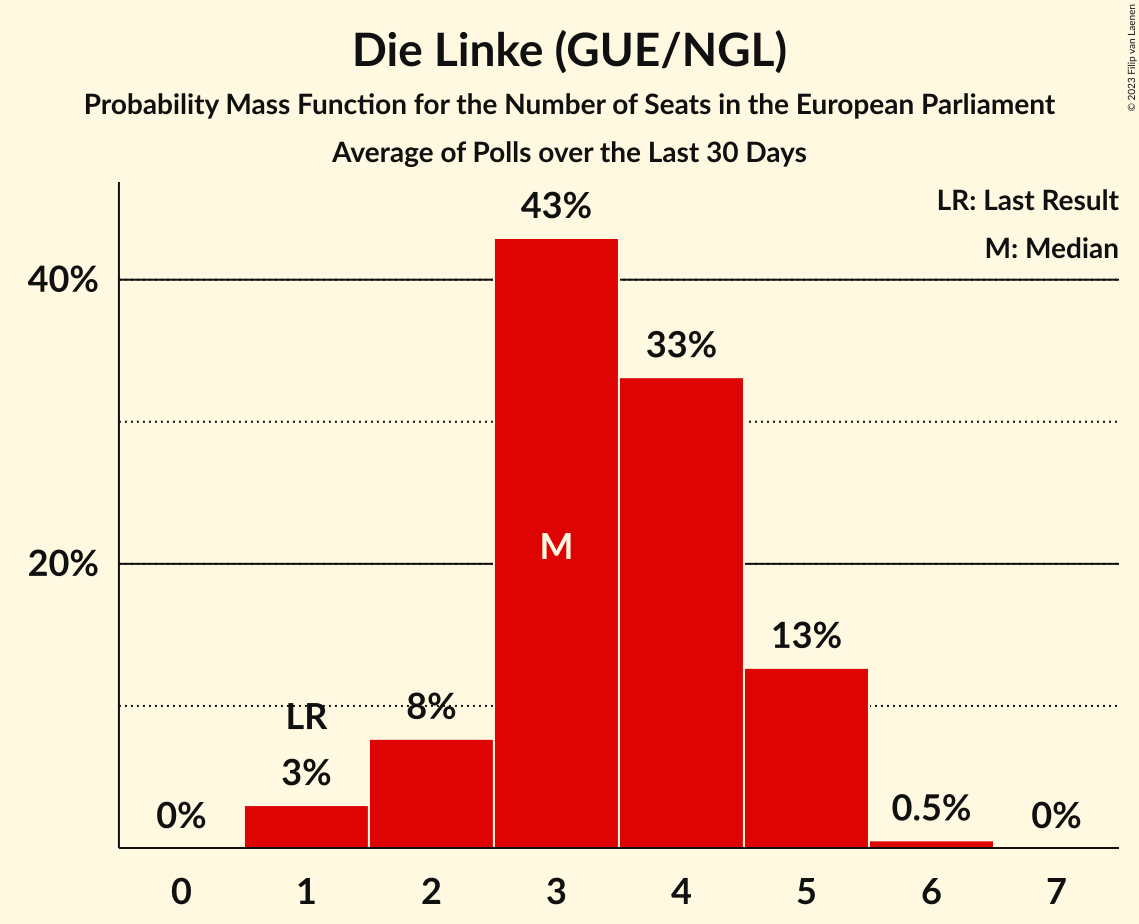 Die Linke (GUE/NGL)
Probability Mass Function for the Number of Seats in the European Parliament
Average of Polls over the Last 30 Days
© 2023 Filip van Laenen
LR: Last Result
M: Median
43%
40%
33%
M
20%
13%
LR
8%
3%
0%
0.5%
0%
0 1 2 3 4 5 6 7